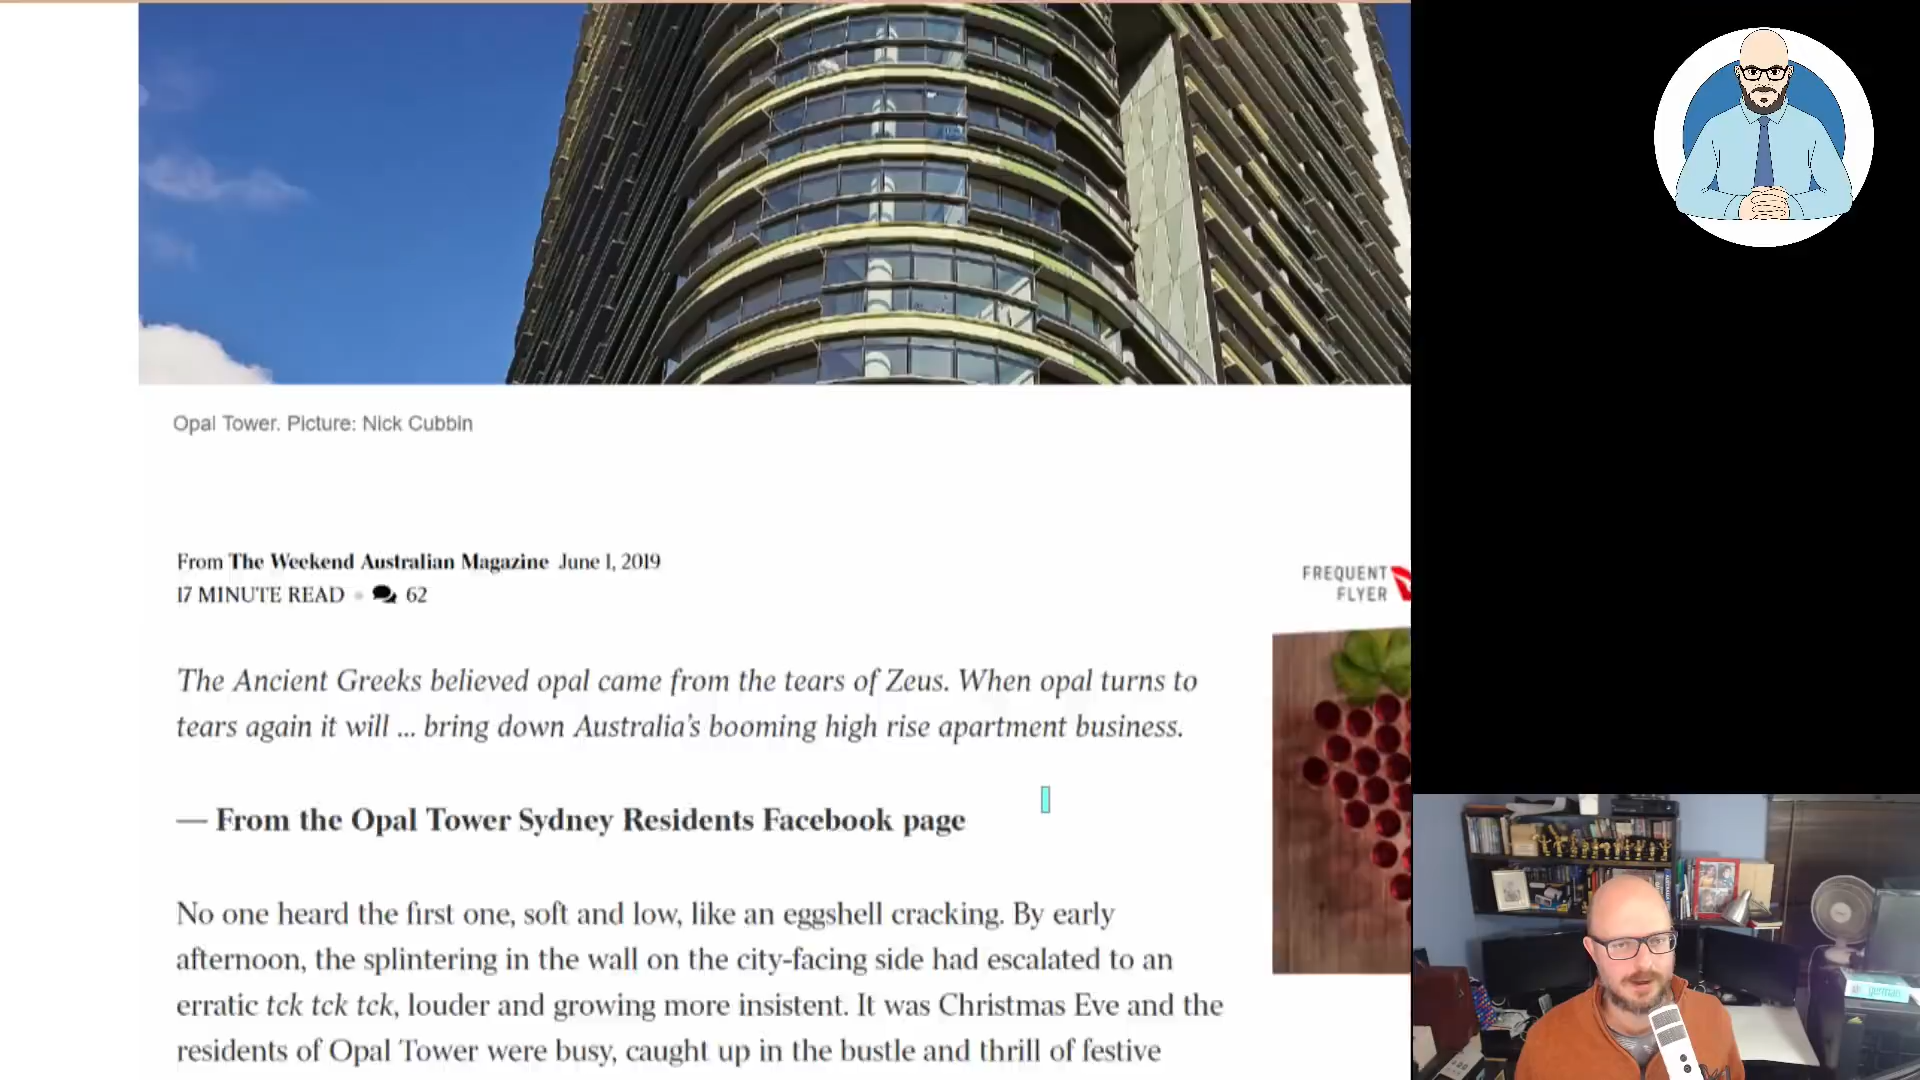 Opal Tower. Picture: Nick Cubbin
From The Weekend Australian Magazine June 1, 2019
17 MINUTE READ • 62
FREQUENT
FLYER
The Ancient Greeks believed opal came from the tears of Zeus. When opal turns to
tears again it will ... bring down Australia's booming high rise apartment business.
— From the Opal Tower Sydney Residents Facebook page
No one heard the first one, soft and low, like an eggshell cracking. By early
afternoon, the splintering in the wall on the city-facing side had escalated to an
erratic tck tck tck, louder and growing more insistent. It was Christmas Eve and the
residents of Opal Tower were busy, caught up in the bustle and thrill of festive
german